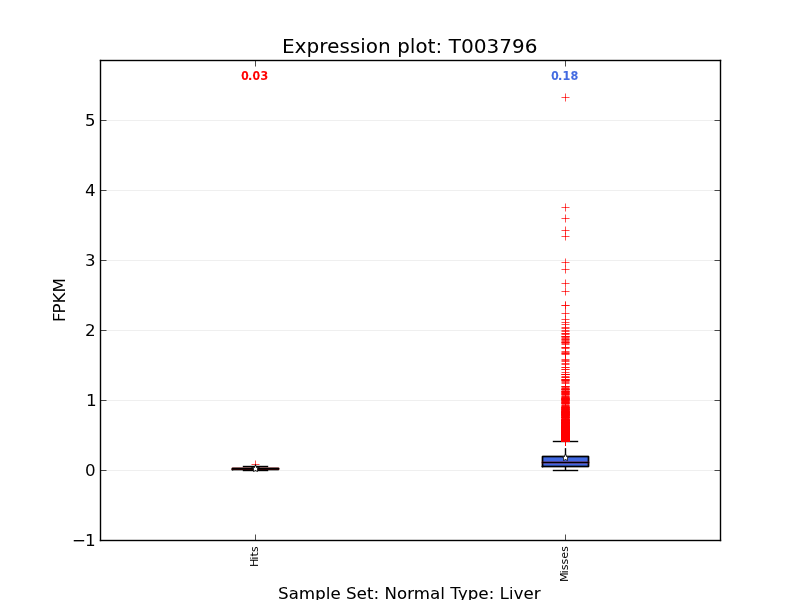 Expression plot: T003796
0.03
0.18
5
4
3
2
1
0
−1
FPKM
Hits
Misses
Sample Set: Normal Type: Liver